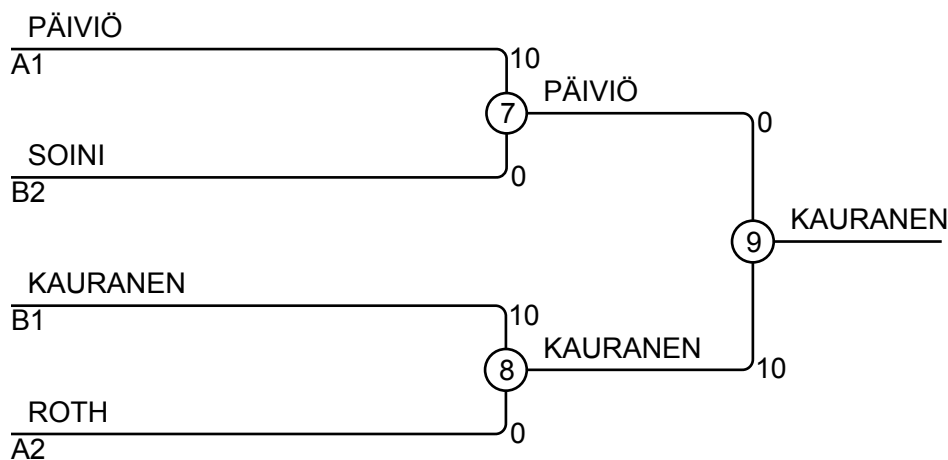 PÄIVIÖ
A1
10
7
PÄIVIÖ
0
SOINI
B2
0
9
KAURANEN
KAURANEN
B1
10
8
KAURANEN
10
ROTH
A2
0